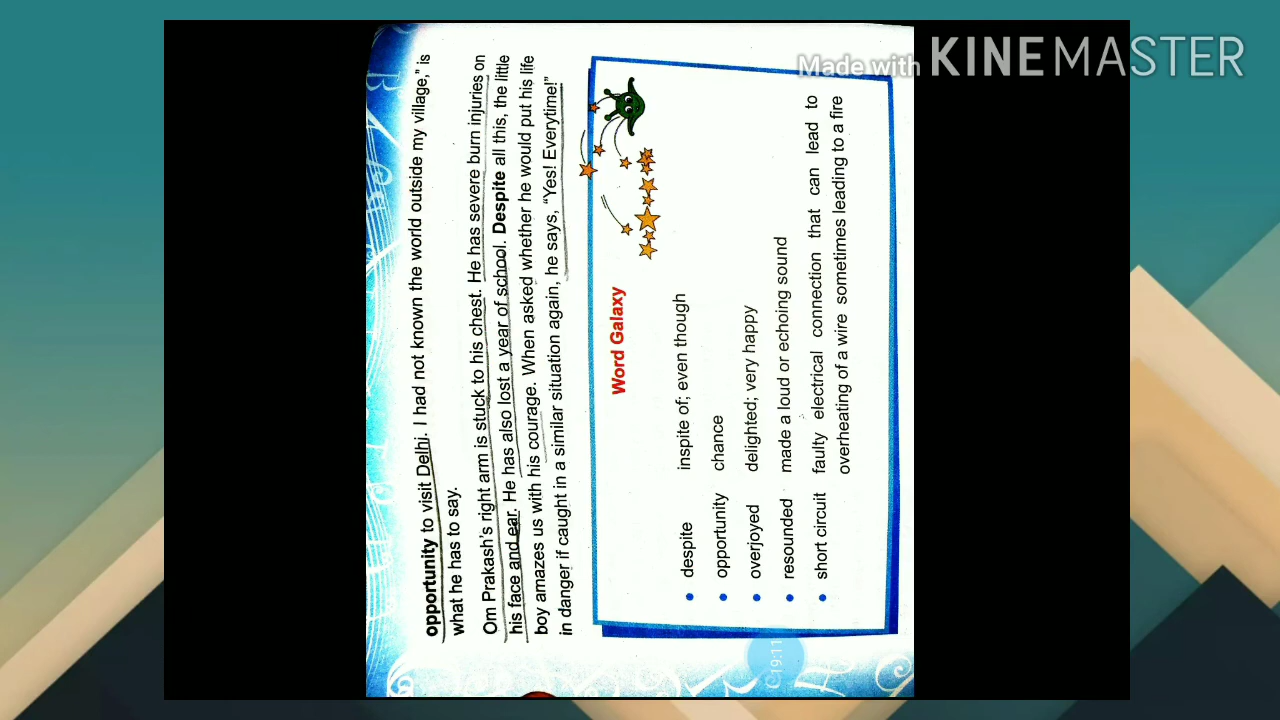 Made with KINEMASTER
opportunity to visit Delhi. I had not known the world outside my village," is
what he has to say.
Om Prakash's right arm is stuck to his chest. He has severe burn injuries on
his face and ear. He has also lost a year of school. Despite all this, the little
boy amazes us with his courage. When asked whether he would put his life
in danger if caught in a similar situation again, he says, "Yes! Everytime!"
Word Galaxy
• despite inspite of; even though
• opportunity chance
• overjoyed delighted; very happy
• resounded made a loud or echoing sound
• short circuit faulty electrical connection that can lead to
overheating of a wire sometimes leading to a fire